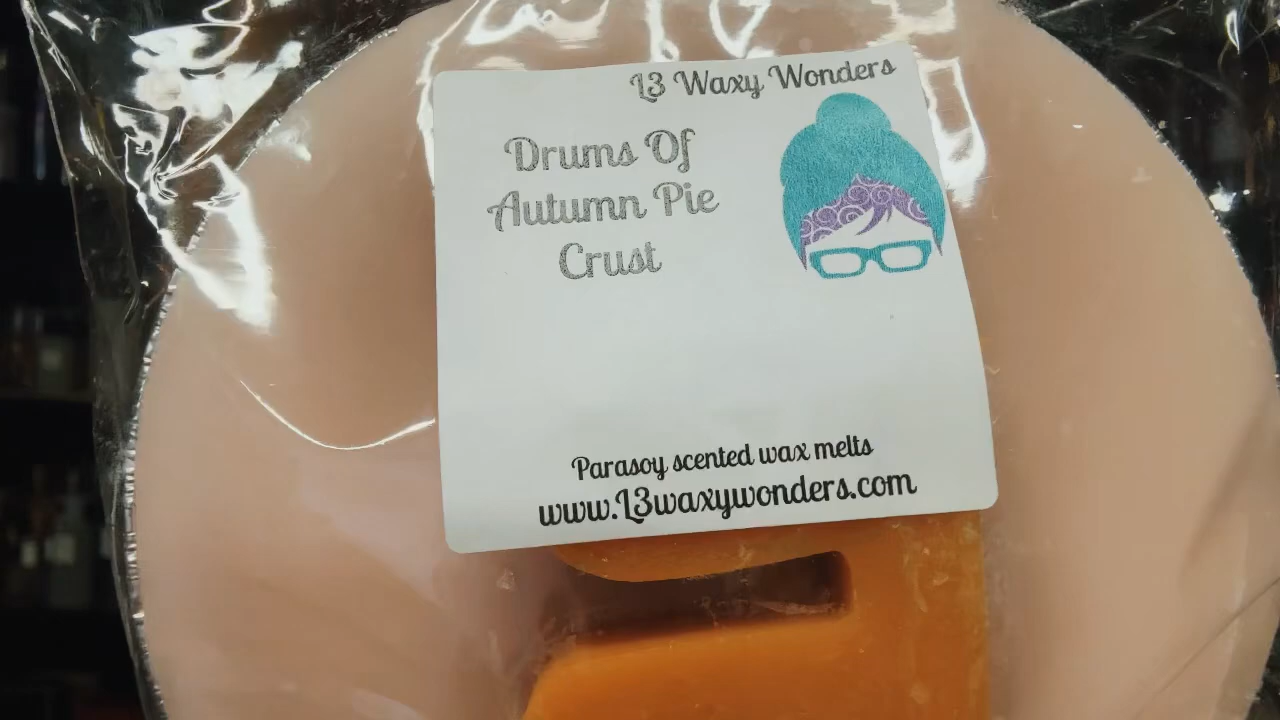 L3 Waxy Wonders
Drums Of
Autumn Pie
Crust
Parasoy scented wax melts
www.L3waxywonders.com